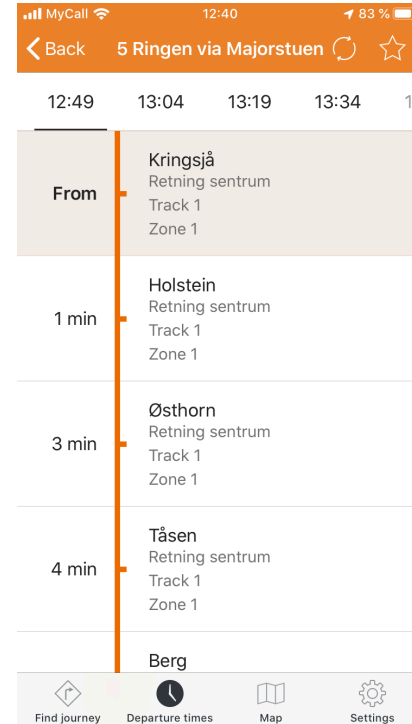 MyCall 12:40 83 %
Back 5 Ringen via Majorstuen
12:49 13:04 13:19 13:34 1
From
Kringsjå
Retning sentrum
Track 1
Zone 1
1 min
Holstein
Retning sentrum
Track 1
Zone 1
3 min
Østhorn
Retning sentrum
Track 1
Zone 1
4 min
Tåsen
Retning sentrum
Track 1
Zone 1
Berg
Find journey Departure times Map Settings